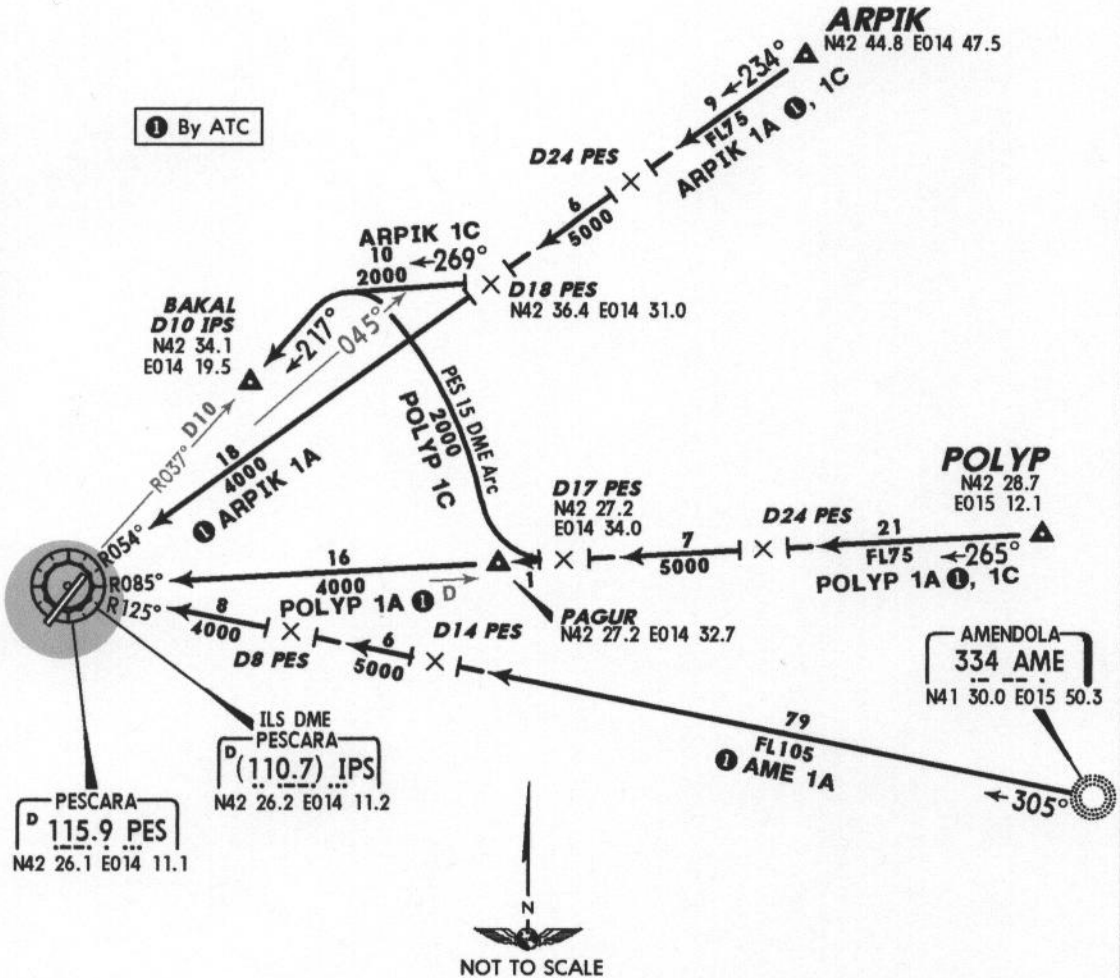 ARPIK
N42 44.8 E014 47.5
❶ By ATC
←234°
9
FL75
ARPIK 1A ❶, 1C
D24 PES
6
5000
ARPIK 1C
10
←269°
2000
D18 PES
N42 36.4 E014 31.0
BAKAL
D10 IPS
N42 34.1
E014 19.5
←217°
045°
R037°
D10
PES 15 DME Arc
2000
POLYP 1C
18
4000
❶ ARPIK 1A
POLYP
N42 28.7
E015 12.1
D17 PES
N42 27.2
E014 34.0
D24 PES
21
FL75
←265°
POLYP 1A ❶, 1C
7
5000
R054°
R085°
R125°
16
4000
D
1
POLYP 1A ❶
PAGUR
N42 27.2 E014 32.7
8
4000
D8 PES
6
5000
D14 PES
AMENDOLA
334 AME
N41 30.0 E015 50.3
79
FL105
❶ AME 1A
←305°
ILS DME
PESCARA
D (110.7) IPS
N42 26.2 E014 11.2
PESCARA
D 115.9 PES
N42 26.1 E014 11.1
N
NOT TO SCALE